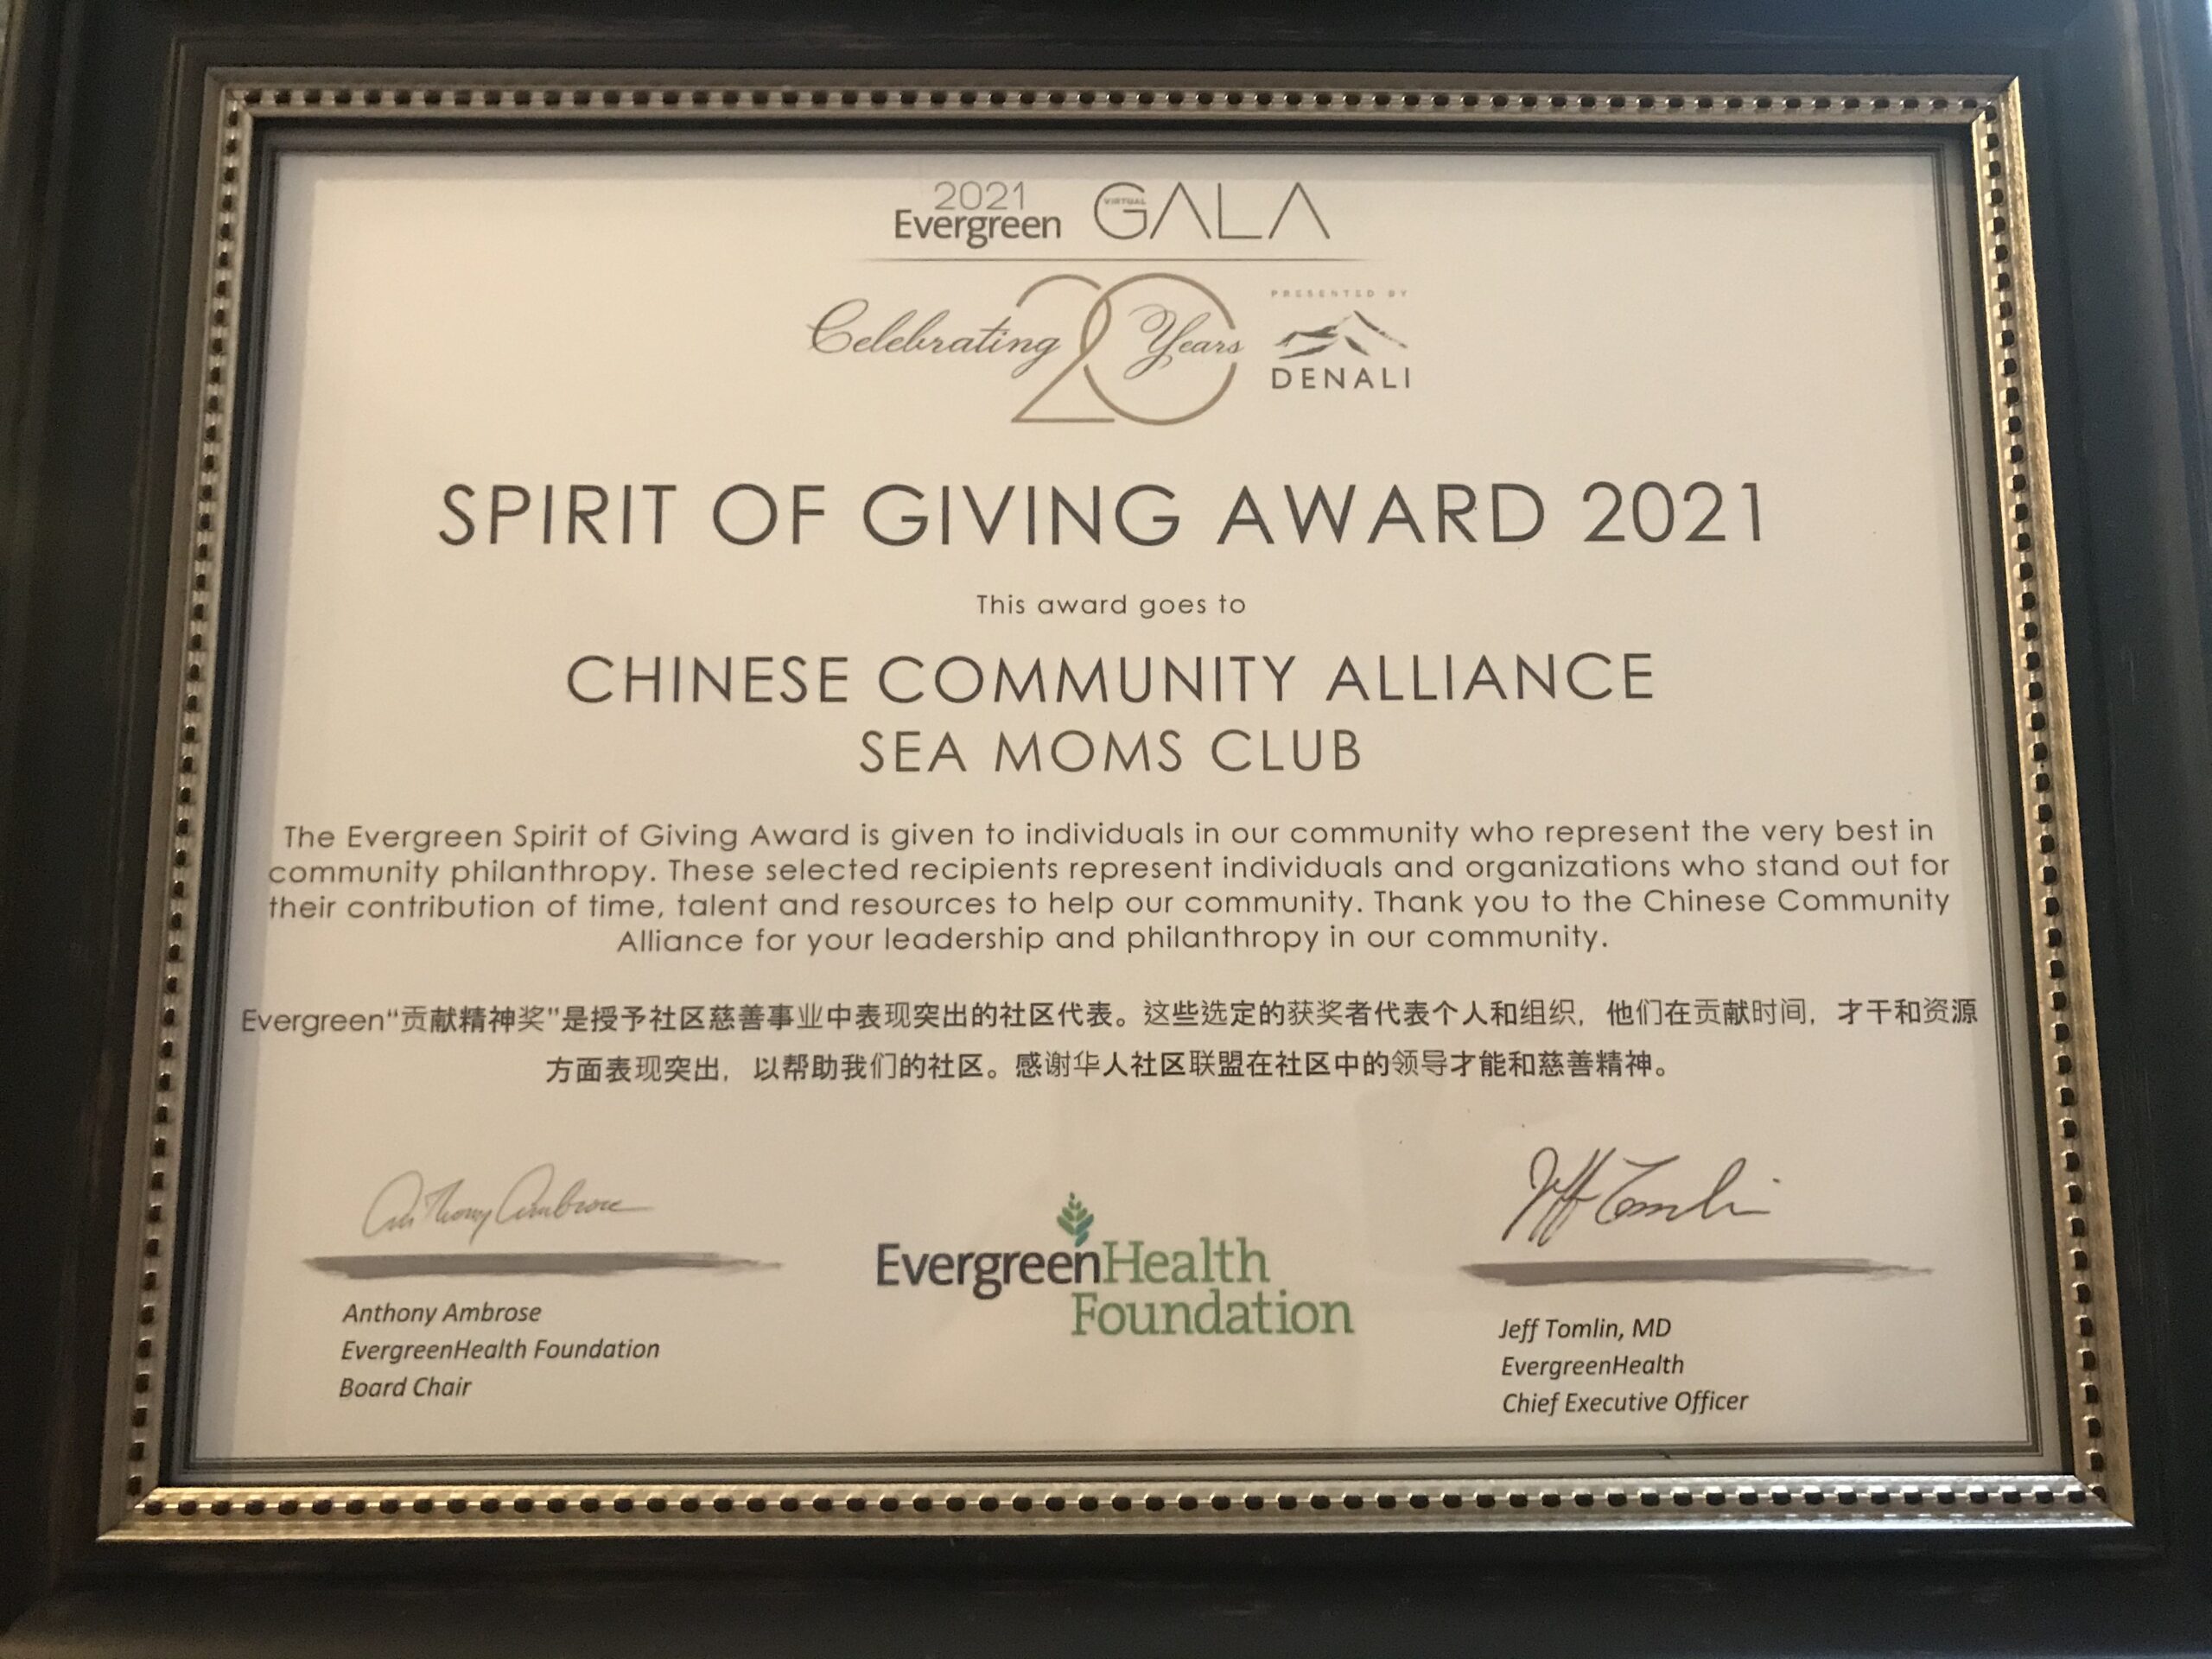 2021
Evergreen VIRTUAL GALA
Celebrating 20 Years
PRESENTED BY
DENALI
SPIRIT OF GIVING AWARD 2021
This award goes to
CHINESE COMMUNITY ALLIANCE
SEA MOMS CLUB
The Evergreen Spirit of Giving Award is given to individuals in our community who represent the very best in
community philanthropy. These selected recipients represent individuals and organizations who stand out for
their contribution of time, talent and resources to help our community. Thank you to the Chinese Community
Alliance for your leadership and philanthropy in our community.
Evergreen“贡献精神奖”是授予社区慈善事业中表现突出的社区代表。这些选定的获奖者代表个人和组织，他们在贡献时间，才干和资源
方面表现突出，以帮助我们的社区。感谢华人社区联盟在社区中的领导才能和慈善精神。
Anthony Ambrose
Jeff Tomlin
EvergreenHealth
Foundation
Anthony Ambrose
EvergreenHealth Foundation
Board Chair
Jeff Tomlin, MD
EvergreenHealth
Chief Executive Officer